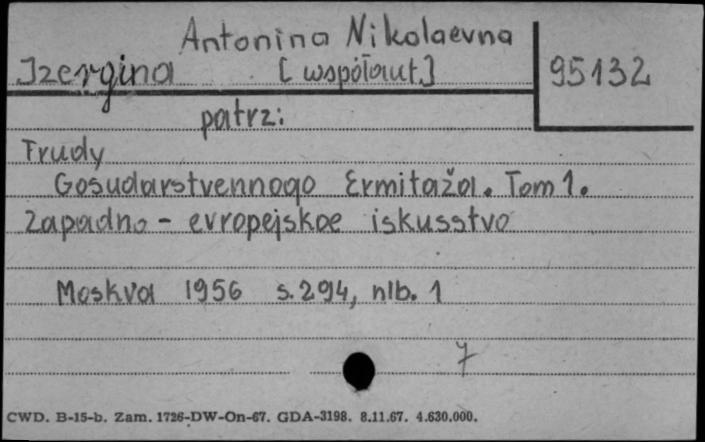 Antonina Nikolaevna
Izergina [współaut.]
95132
patrz:
Trudy
Gosudarstvennogo Ermitaža. Tom 1.
Zapadno - evropejskoe iskusstvo
Moskva 1956 s. 294, nlb. 1
7
CWD. B-15-b. Zam. 1726-DW-On-67. GDA-3198. 8.11.67. 4.630.000.